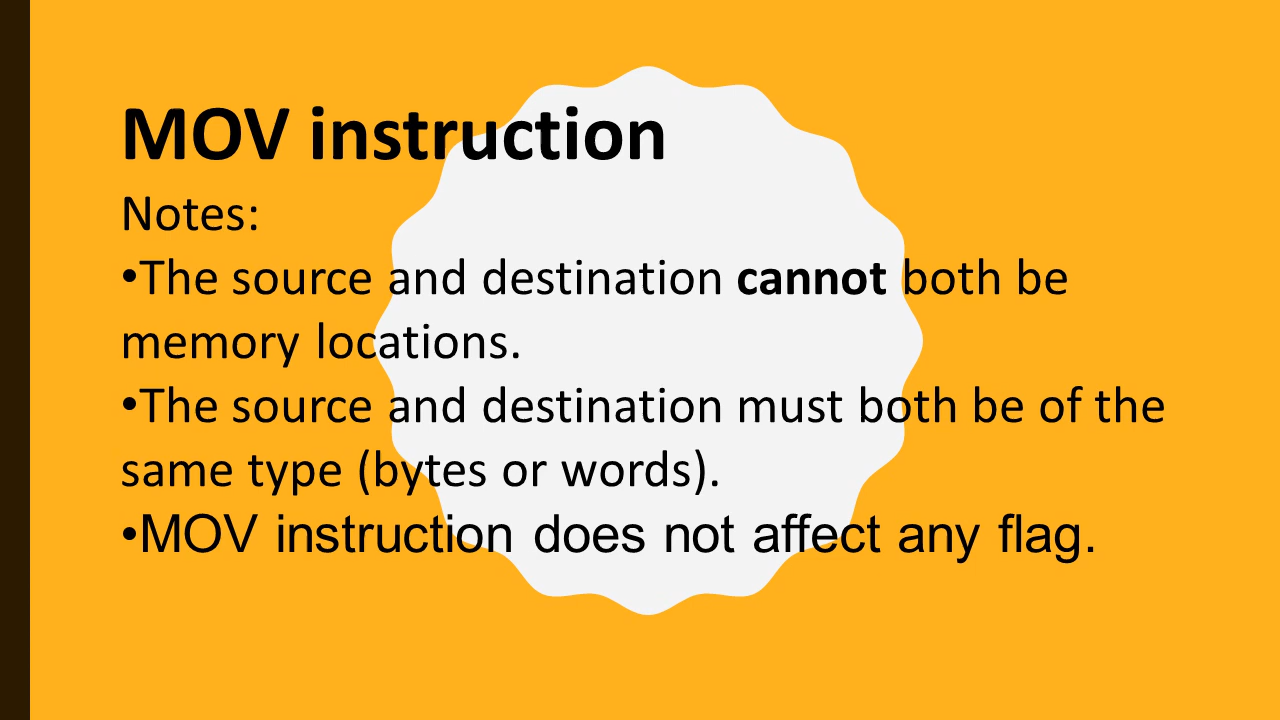 MOV instruction
Notes:
•The source and destination cannot both be
memory locations.
•The source and destination must both be of the
same type (bytes or words).
•MOV instruction does not affect any flag.